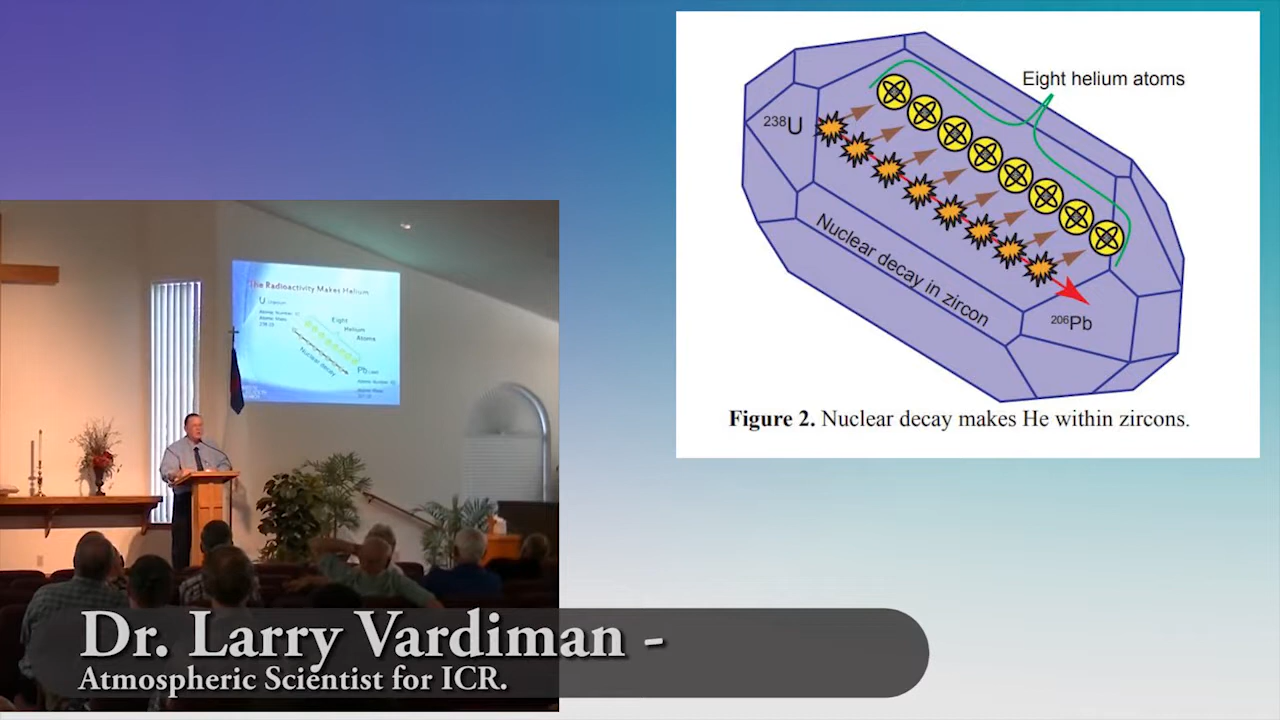 Eight helium atoms
238U
Nuclear decay in zircon
206Pb
Figure 2. Nuclear decay makes He within zircons.
The Radioactivity Makes Helium
U
Eight
Helium
Atoms
Nuclear decay
Pb
Dr. Larry Vardiman -
Atmospheric Scientist for ICR.